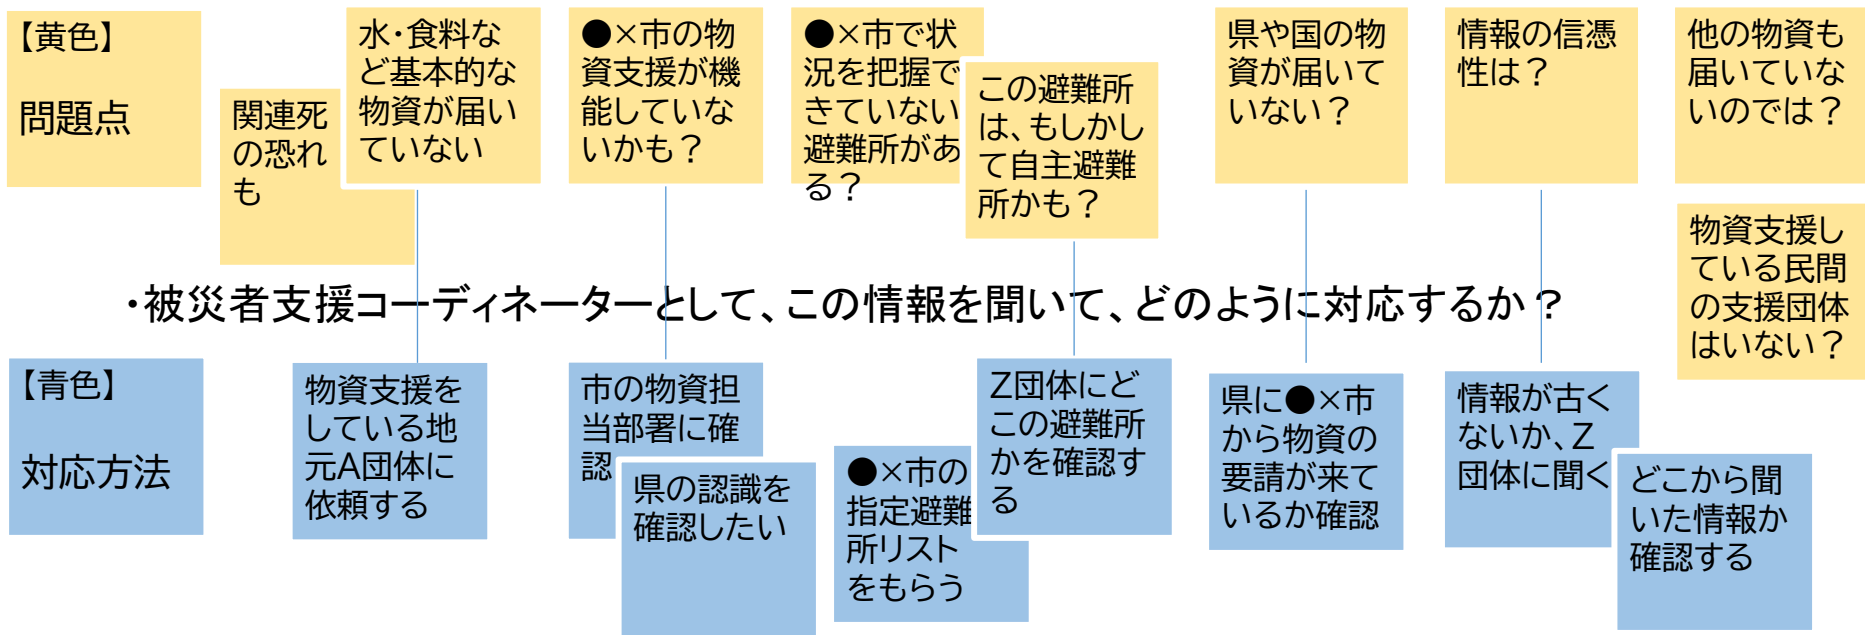 【黄色】
問題点
関連死
の恐れ
も
水・食料な
ど基本的な
物資が届い
ていない
●×市の物
資支援が機
能していな
いかも？
●×市で状
況を把握で
きていない
避難所があ
る？
この避難所
は、もしかし
て自主避難
所かも？
県や国の物
資が届いて
いない？
情報の信憑
性は？
他の物資も
届いていな
いのでは？
物資支援し
ている民間
の支援団体
はいない？
・被災者支援コーディネーターとして、この情報を聞いて、どのように対応するか？
【青色】
対応方法
物資支援を
している地
元A団体に
依頼する
市の物資担
当部署に確
認
県の認識を
確認したい
●×市の
指定避難
所リスト
をもらう
Z団体にど
この避難所
かを確認す
る
県に●×市
から物資の
要請が来て
いるか確認
情報が古く
ないか、Z
団体に聞く
どこから聞
いた情報か
確認する